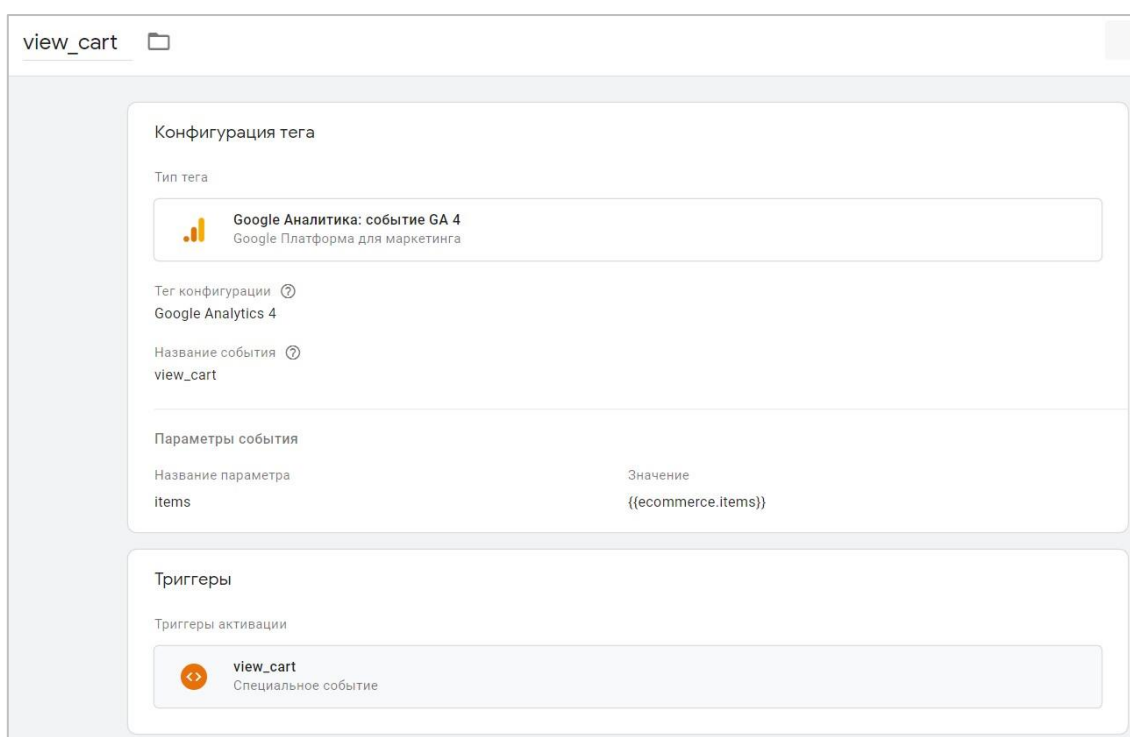 view_cart
Конфигурация тега
Тип тега
Google Аналитика: событие GA 4
Google Платформа для маркетинга
Тег конфигурации
Google Analytics 4
Название события
view_cart
Параметры события
Название параметра Значение
items {{ecommerce.items}}
Триггеры
Триггеры активации
view_cart
Специальное событие